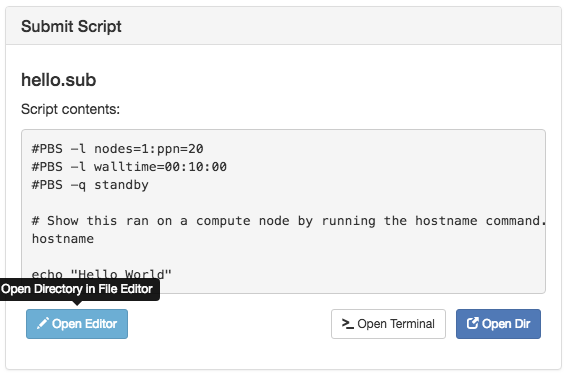 Submit Script
hello.sub
Script contents:
#PBS -l nodes=1:ppn=20
#PBS -l walltime=00:10:00
#PBS -q standby
# Show this ran on a compute node by running the hostname command.
hostname
echo "Hello World"
Open Directory in File Editor
Open Editor
>_ Open Terminal
Open Dir